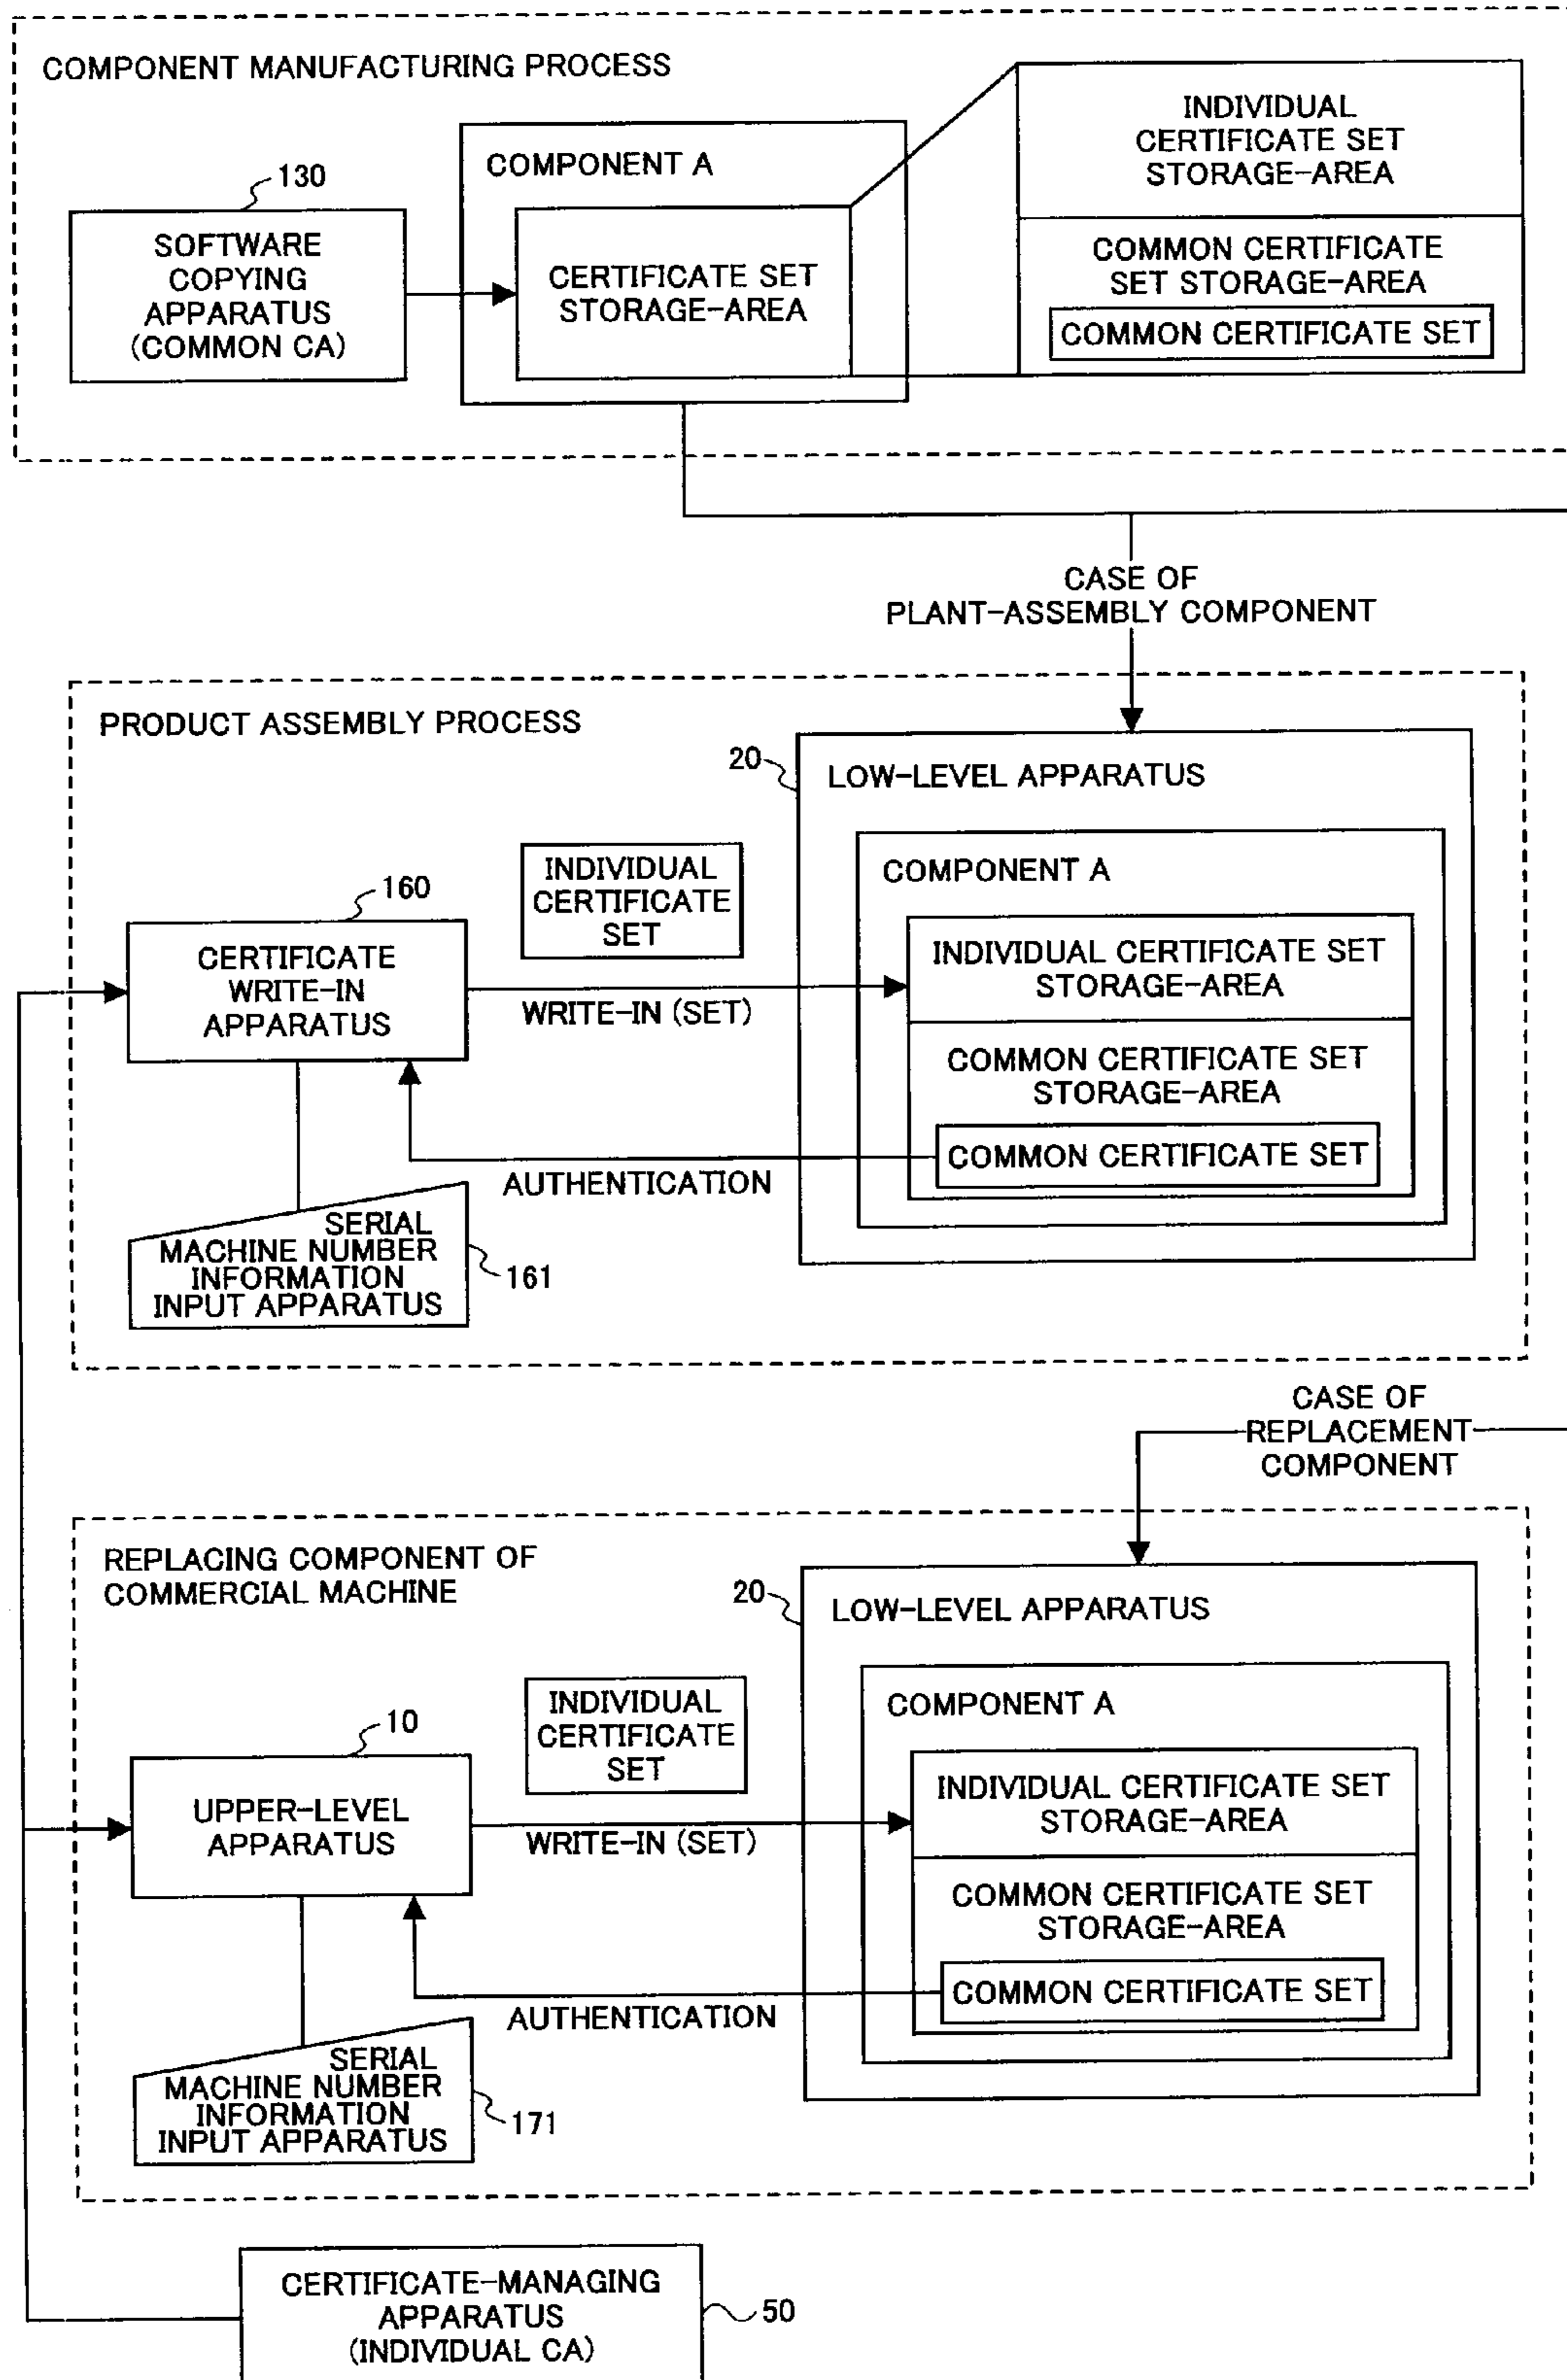 COMPONENT MANUFACTURING PROCESS
130
SOFTWARE
COPYING
APPARATUS
(COMMON CA)
COMPONENT A
CERTIFICATE SET
STORAGE-AREA
INDIVIDUAL
CERTIFICATE SET
STORAGE-AREA
COMMON CERTIFICATE
SET STORAGE-AREA
COMMON CERTIFICATE SET
CASE OF
PLANT-ASSEMBLY COMPONENT
PRODUCT ASSEMBLY PROCESS
160
CERTIFICATE
WRITE-IN
APPARATUS
INDIVIDUAL
CERTIFICATE
SET
WRITE-IN (SET)
AUTHENTICATION
SERIAL
MACHINE NUMBER
INFORMATION
INPUT APPARATUS
161
20
LOW-LEVEL APPARATUS
COMPONENT A
INDIVIDUAL CERTIFICATE SET
STORAGE-AREA
COMMON CERTIFICATE SET
STORAGE-AREA
COMMON CERTIFICATE SET
CASE OF
REPLACEMENT
COMPONENT
REPLACING COMPONENT OF
COMMERCIAL MACHINE
10
UPPER-LEVEL
APPARATUS
INDIVIDUAL
CERTIFICATE
SET
WRITE-IN (SET)
AUTHENTICATION
SERIAL
MACHINE NUMBER
INFORMATION
INPUT APPARATUS
171
20
LOW-LEVEL APPARATUS
COMPONENT A
INDIVIDUAL CERTIFICATE SET
STORAGE-AREA
COMMON CERTIFICATE SET
STORAGE-AREA
COMMON CERTIFICATE SET
CERTIFICATE-MANAGING
APPARATUS
(INDIVIDUAL CA)
50